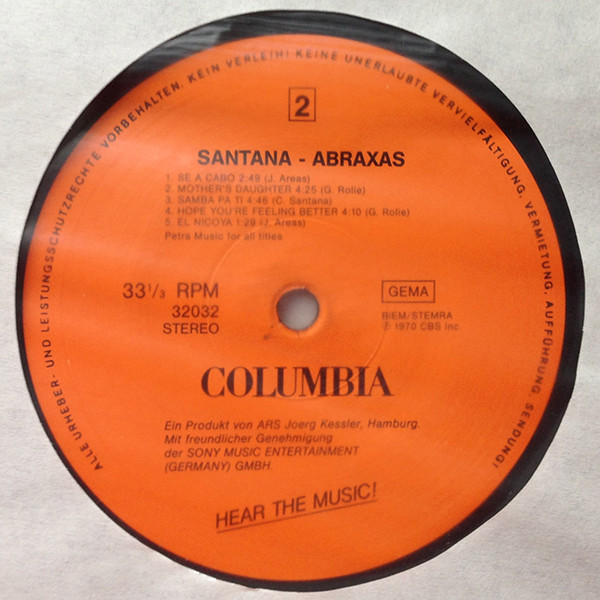 ALLE URHEBER- UND LEISTUNGSSCHUTZRECHTE VORBEHALTEN. KEIN VERLEIH! KEINE UNERLAUBTE VERVIELFÄLTIGUNG, VERMIETUNG, AUFFÜHRUNG, SENDUNG!
2
SANTANA - ABRAXAS
1. SE A CABO 2:49 (J. Areas)
2. MOTHER'S DAUGHTER 4:25 (G. Rolie)
3. SAMBA PA TI 4:46 (C. Santana)
4. HOPE YOU'RE FEELING BETTER 4:10 (G. Rolie)
5. EL NICOYA 1:29 (J. Areas)
Petra Music for all titles
33 1/3 RPM
32032
STEREO
GEMA
BIEM/STEMRA
℗ 1970 CBS Inc.
COLUMBIA
Ein Produkt von ARS Joerg Kessler, Hamburg.
Mit freundlicher Genehmigung
der SONY MUSIC ENTERTAINMENT
(GERMANY) GMBH.
HEAR THE MUSIC!